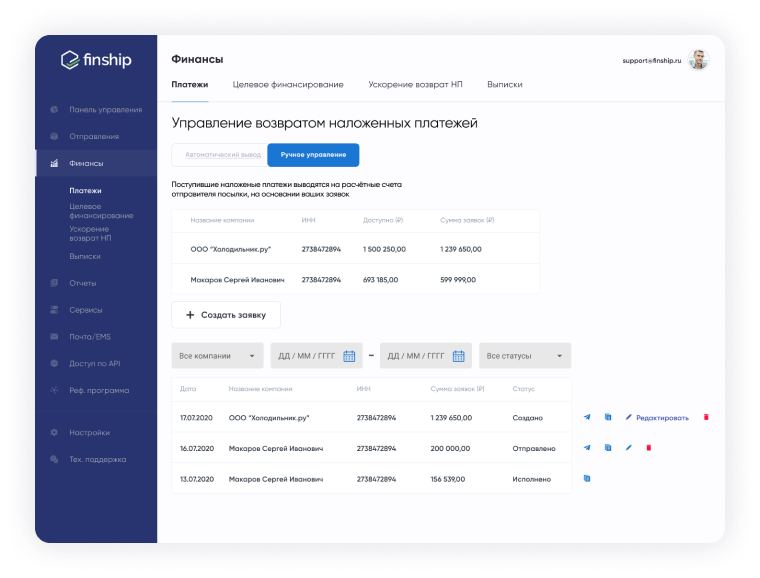 finship
Панель управления
Отправления
Финансы
Платежи
Целевое
финансирование
Ускорение
возврат НП
Выписки
Отчеты
Сервисы
Почта/EMS
Доступ по API
Реф. программа
Настройки
Тех. поддержка
Финансы
support@finship.ru
Платежи Целевое финансирование Ускорение возврат НП Выписки
Управление возвратом наложенных платежей
Автоматический вывод Ручное управление
Поступившие наложеные платежи выводятся на расчётные счета
отправителя посылки, на основании ваших заявок
Название компании ИНН Доступно (₽) Сумма заявок (₽)
ООО "Холодильник.ру" 2738472894 1 500 250,00 1 239 650,00
Макаров Сергей Иванович 2738472894 693 185,00 599 999,00
+ Создать заявку
Все компании ДД / ММ / ГГГГ – ДД / ММ / ГГГГ Все статусы
Дата Название компании ИНН Сумма заявок (₽) Статус
17.07.2020 ООО "Холодильник.ру" 2738472894 1 239 650,00 Создано Редактировать
16.07.2020 Макаров Сергей Иванович 2738472894 200 000,00 Отправлено
13.07.2020 Макаров Сергей Иванович 2738472894 156 539,00 Исполнено